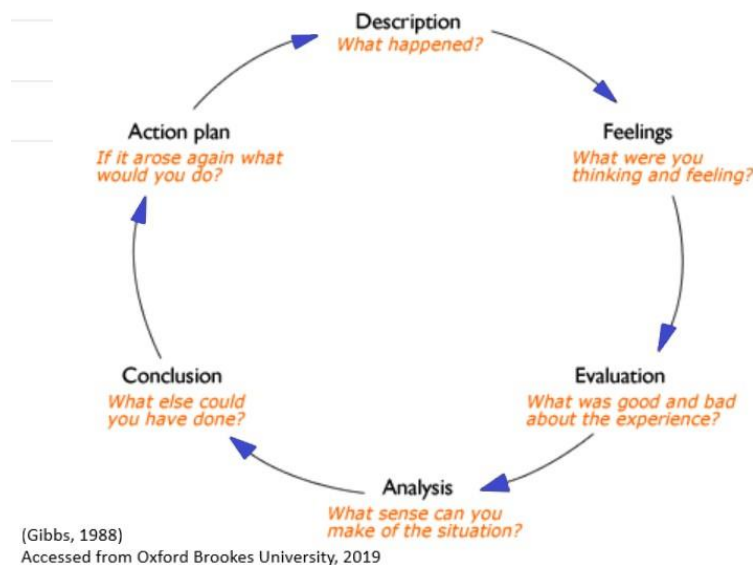 Description
What happened?
Feelings
What were you
thinking and feeling?
Evaluation
What was good and bad
about the experience?
Analysis
What sense can you
make of the situation?
Conclusion
What else could
you have done?
Action plan
If it arose again what
would you do?
(Gibbs, 1988)
Accessed from Oxford Brookes University, 2019